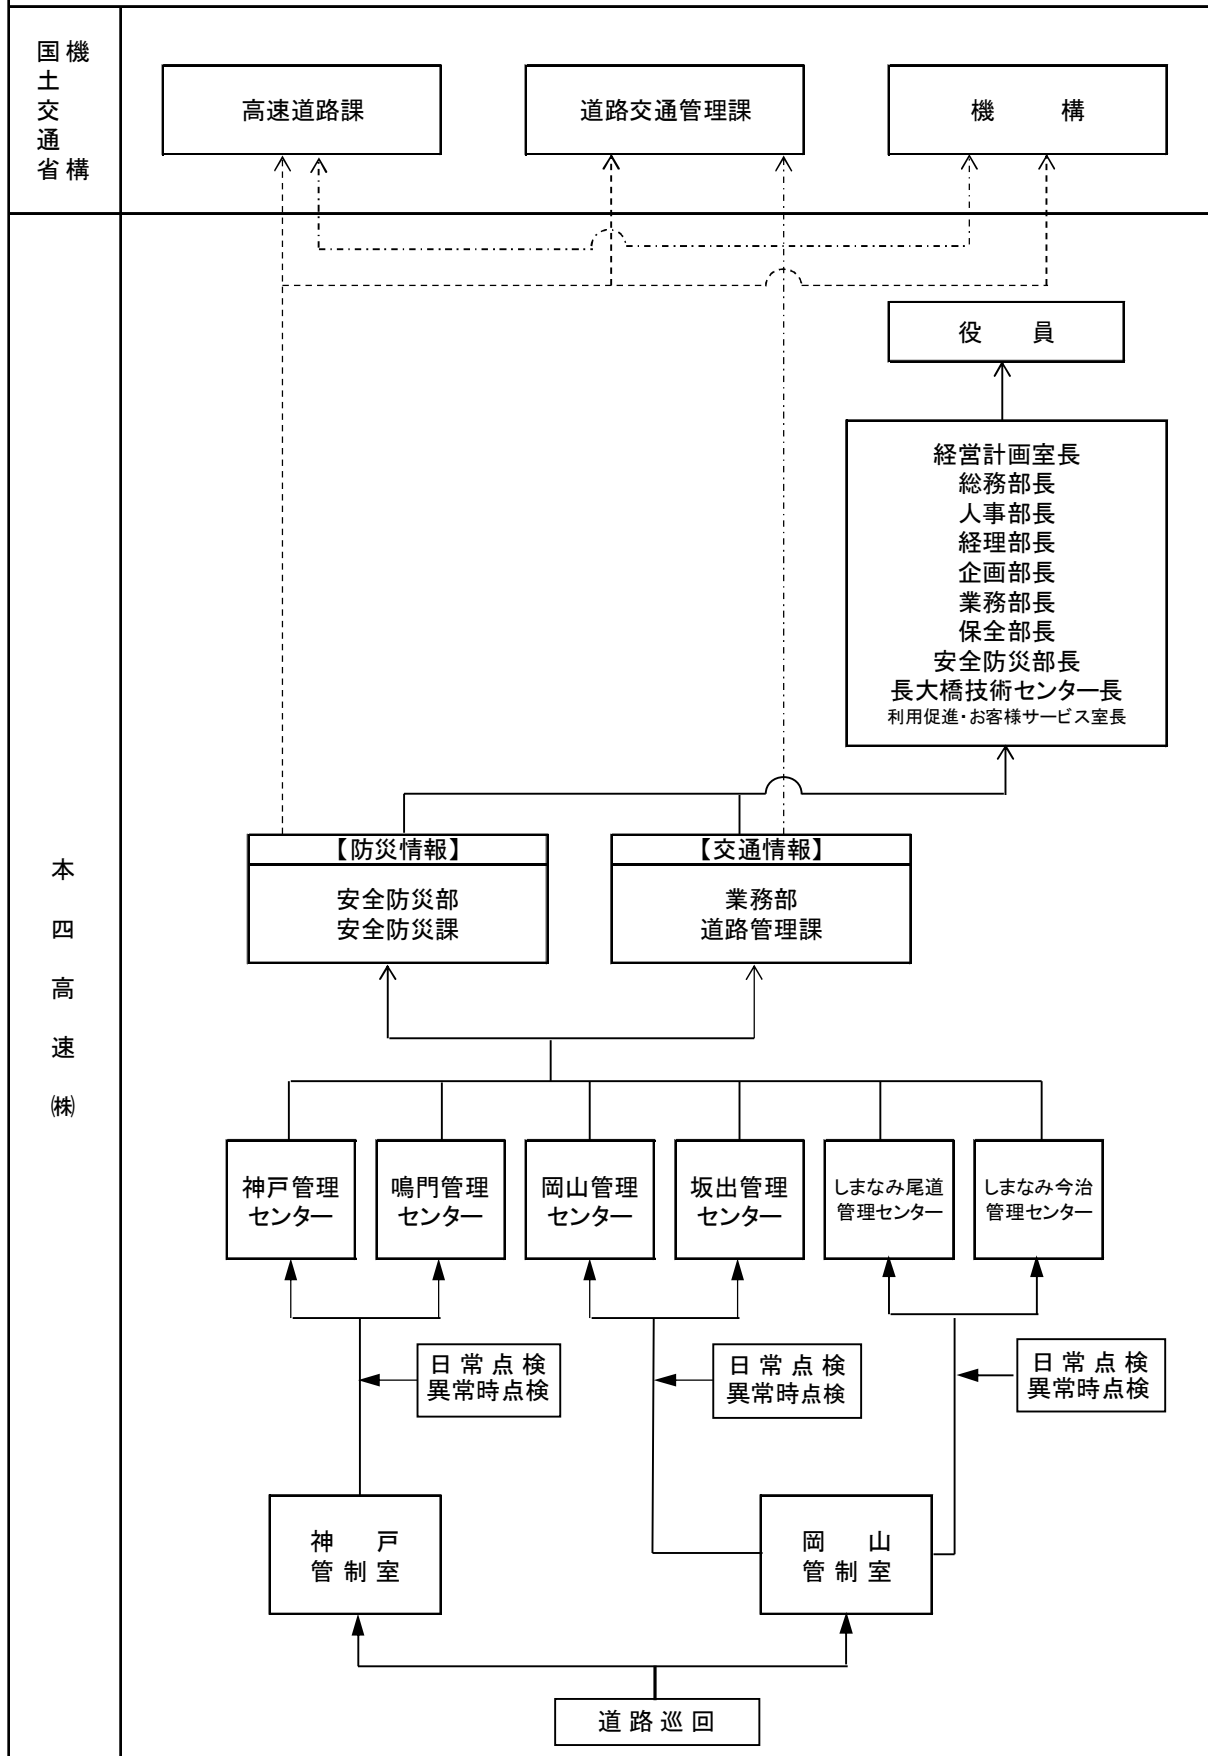 国土交通省
機構
高速道路課
道路交通管理課
機　構
役　員
経営計画室長
総務部長
人事部長
経理部長
企画部長
業務部長
保全部長
安全防災部長
長大橋技術センター長
利用促進・お客様サービス室長
本四高速㈱
【防災情報】
安全防災部
安全防災課
【交通情報】
業務部
道路管理課
神戸管理
センター
鳴門管理
センター
岡山管理
センター
坂出管理
センター
しまなみ尾道
管理センター
しまなみ今治
管理センター
日常点検
異常時点検
日常点検
異常時点検
日常点検
異常時点検
神　戸
管制室
岡　山
管制室
道路巡回